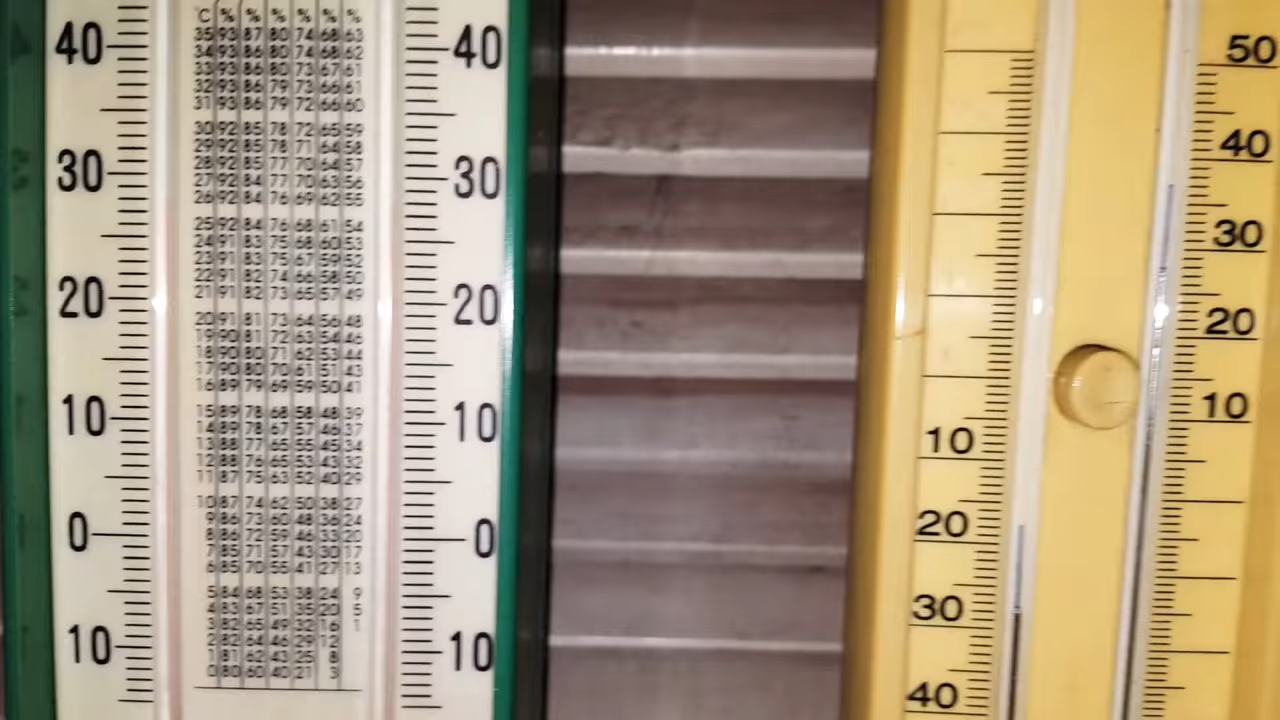 40
30
20
10
0
10
°C % % % % % %
35 93 87 80 74 68 63
34 93 86 80 74 68 62
33 93 86 80 73 67 61
32 93 86 79 73 66 61
31 93 86 79 72 66 60
30 92 85 78 72 65 59
29 92 85 78 71 64 58
28 92 85 77 70 64 57
27 92 84 77 70 63 56
26 92 84 76 69 62 55
25 92 84 76 68 61 54
24 91 83 75 68 60 53
23 91 83 75 67 59 52
22 91 82 74 66 58 50
21 91 82 73 65 57 49
20 91 81 73 64 56 48
19 90 81 72 63 54 46
18 90 80 71 62 53 44
17 90 80 70 61 51 43
16 89 79 69 59 50 41
15 89 78 68 58 48 39
14 89 78 67 57 46 37
13 88 77 65 55 45 34
12 88 76 65 53 43 32
11 87 75 63 52 40 29
10 87 74 62 50 38 27
9 86 73 60 48 36 24
8 86 72 59 46 33 20
7 85 71 57 43 30 17
6 85 70 55 41 27 13
5 84 68 53 38 24 9
4 83 67 51 35 20 5
3 82 65 49 32 16 1
2 82 64 46 29 12
1 81 62 43 25 8
0 80 60 40 21 3
40
30
20
10
0
10
10
20
30
40
50
40
30
20
10